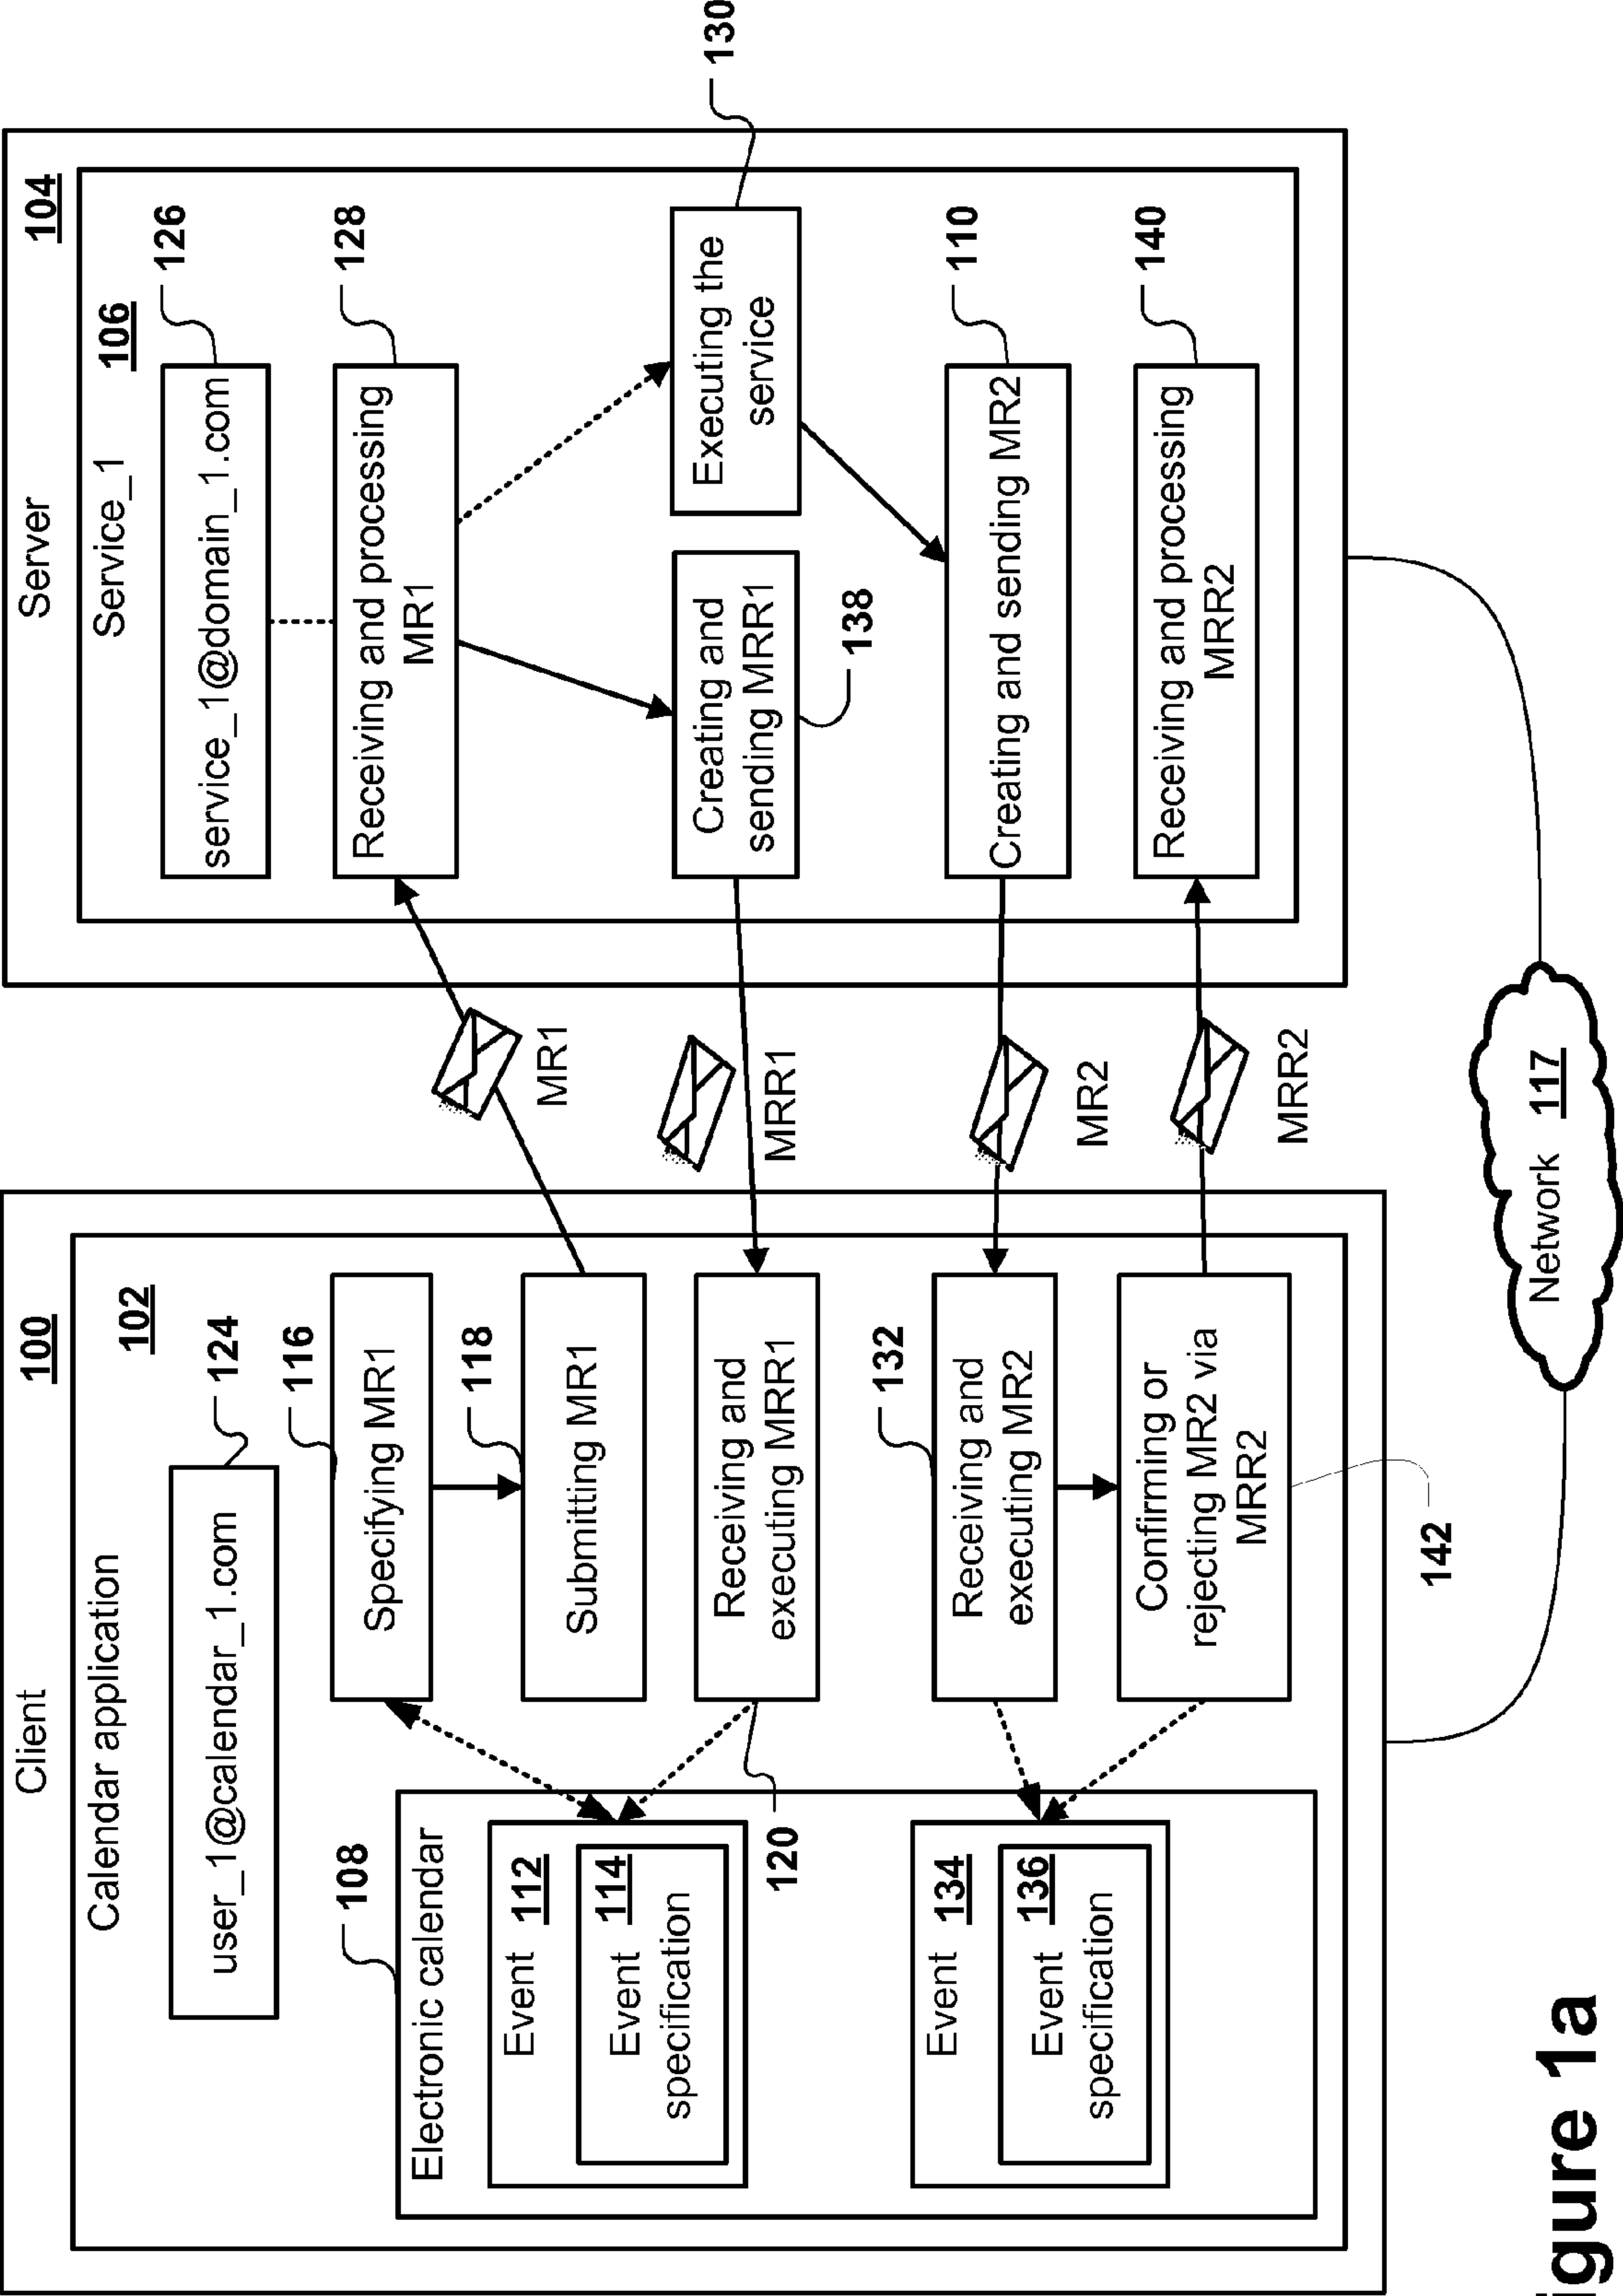 Client
100
Calendar application
102
user_1@calendar_1.com
124
108
Electronic calendar
Event 112
Event 114
specification
Event 134
Event 136
specification
116
Specifying MR1
118
Submitting MR1
Receiving and
executing MRR1
120
132
Receiving and
executing MR2
Confirming or
rejecting MR2 via
MRR2
142
MR1
MRR1
MR2
MRR2
Server
104
Service_1
106
service_1@domain_1.com
126
Receiving and processing
MR1
128
Creating and
sending MRR1
138
Executing the
service
130
Creating and sending MR2
110
Receiving and processing
MRR2
140
Network 117
igure 1a